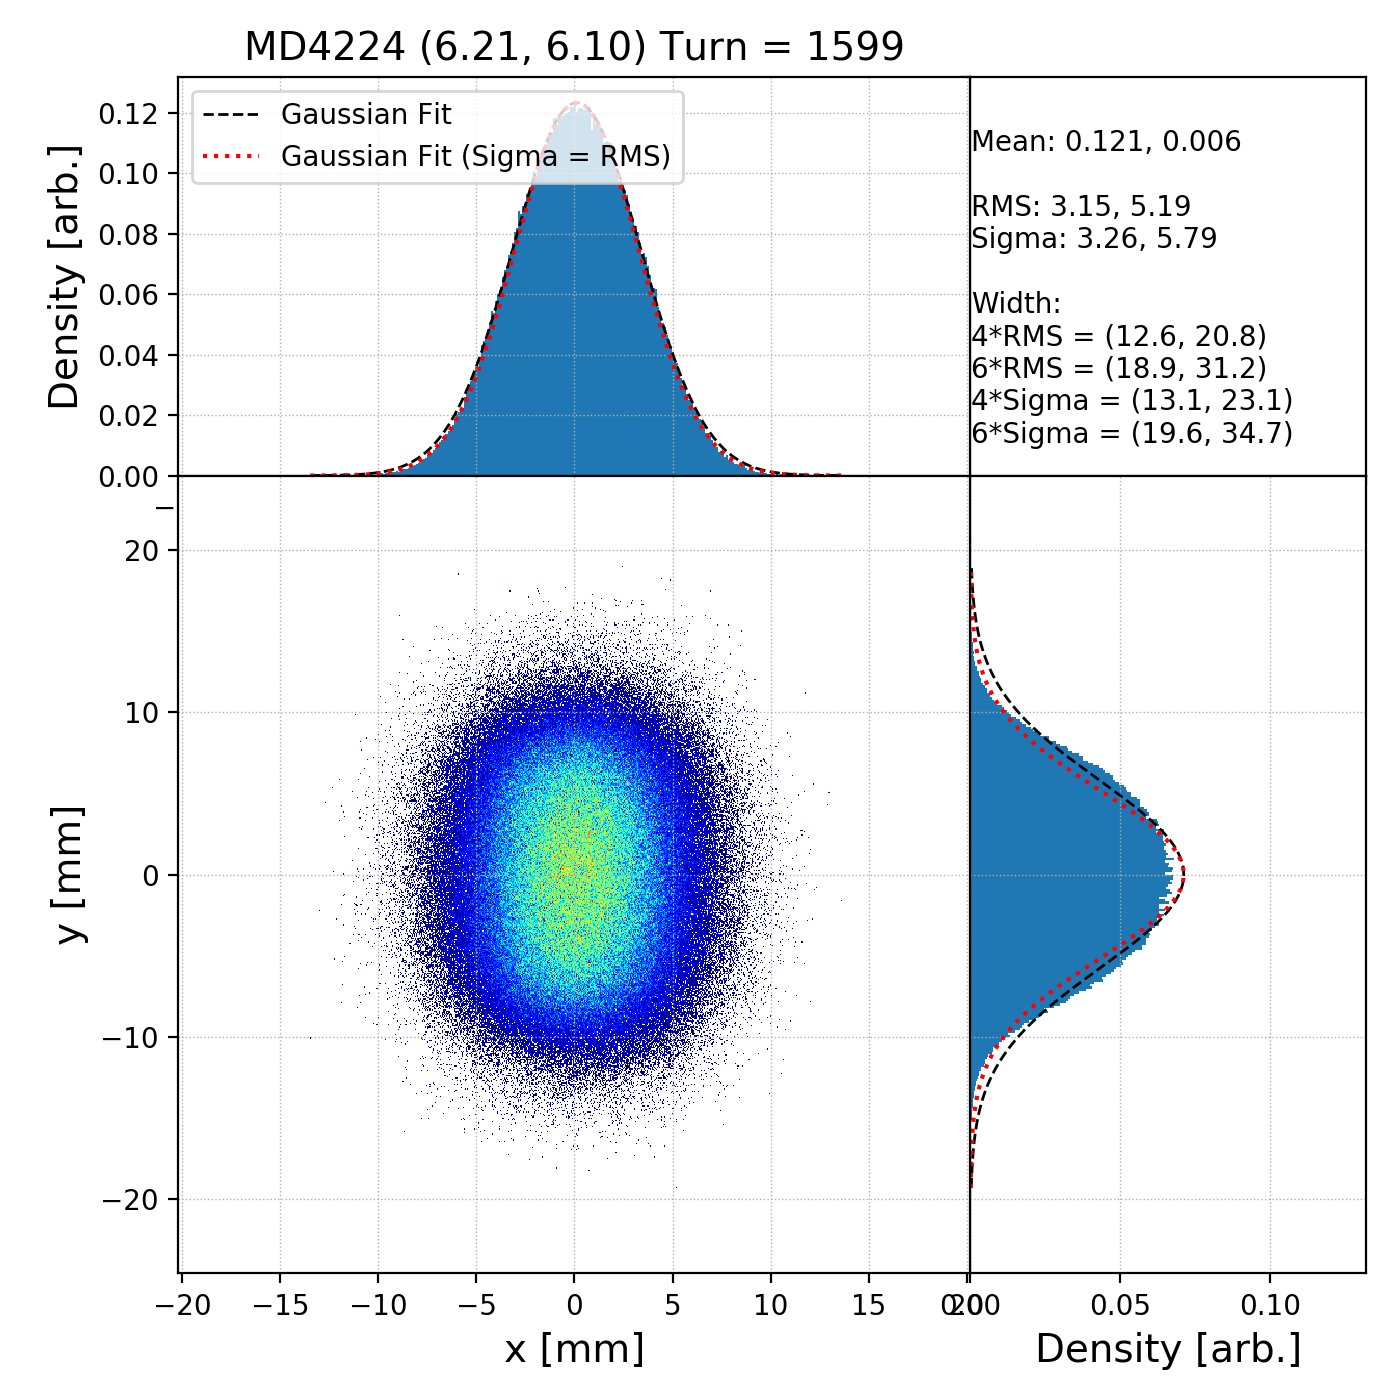 MD4224 (6.21, 6.10) Turn = 1599
Gaussian Fit
Gaussian Fit (Sigma = RMS)
0.12
0.10
0.08
0.06
0.04
0.02
0.00
Density [arb.]
Mean: 0.121, 0.006
RMS: 3.15, 5.19
Sigma: 3.26, 5.79
Width:
4*RMS = (12.6, 20.8)
6*RMS = (18.9, 31.2)
4*Sigma = (13.1, 23.1)
6*Sigma = (19.6, 34.7)
−
20
10
0
−10
−20
y [mm]
−20 −15 −10 −5 0 5 10 15 20
x [mm]
0.00 0.05 0.10
Density [arb.]